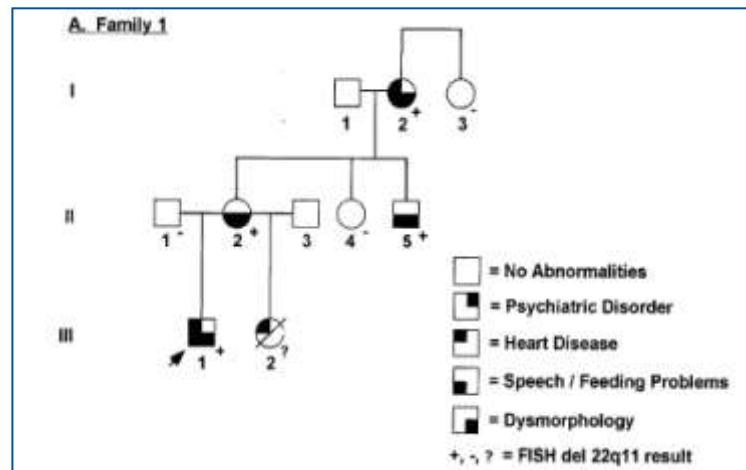 A. Family 1
I
1 2 + 3 -
II
1 - 2 + 3 4 - 5 +
= No Abnormalities
= Psychiatric Disorder
= Heart Disease
III
= Speech / Feeding Problems
1 + 2 ?
= Dysmorphology
+, -, ? = FISH del 22q11 result